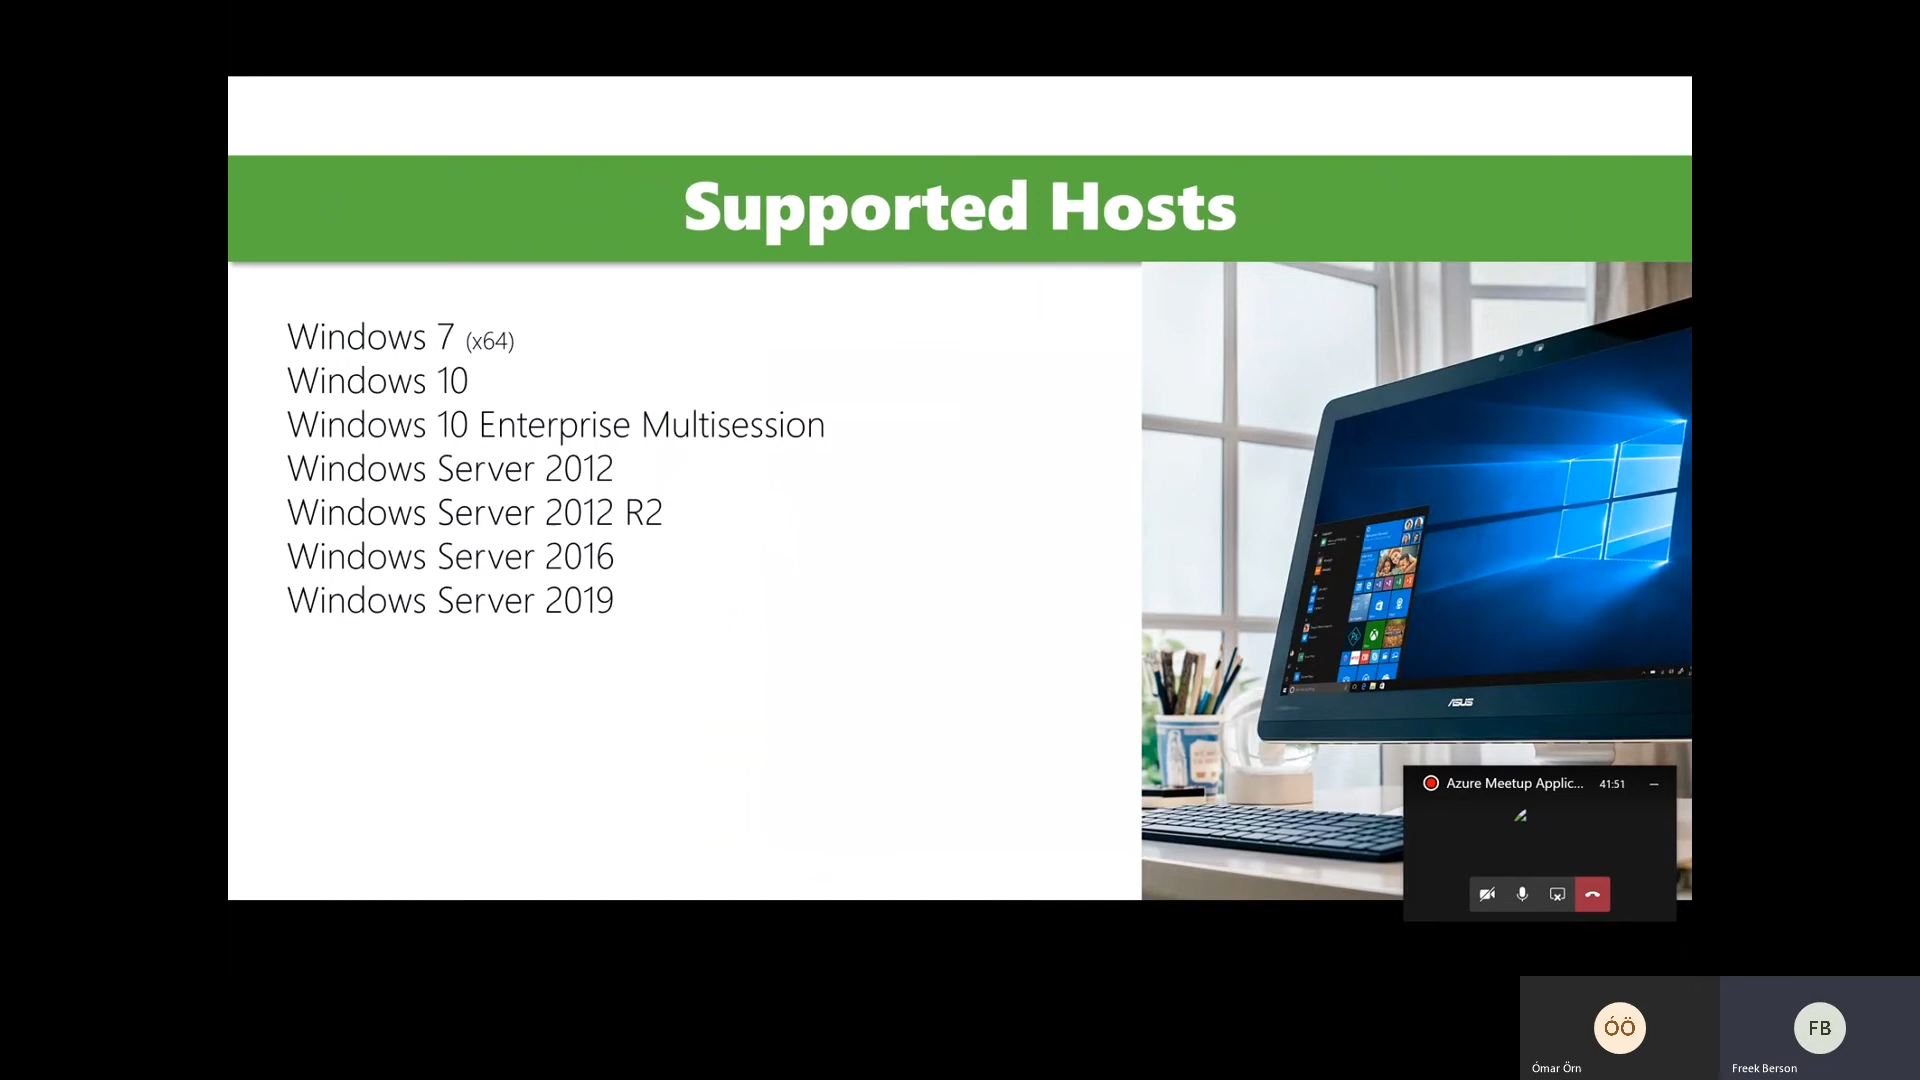 Supported Hosts
Windows 7 (x64)
Windows 10
Windows 10 Enterprise Multisession
Windows Server 2012
Windows Server 2012 R2
Windows Server 2016
Windows Server 2019
ASUS
Azure Meetup Applic... 41:51
ÓÖ
FB
Ómar Örn
Freek Berson